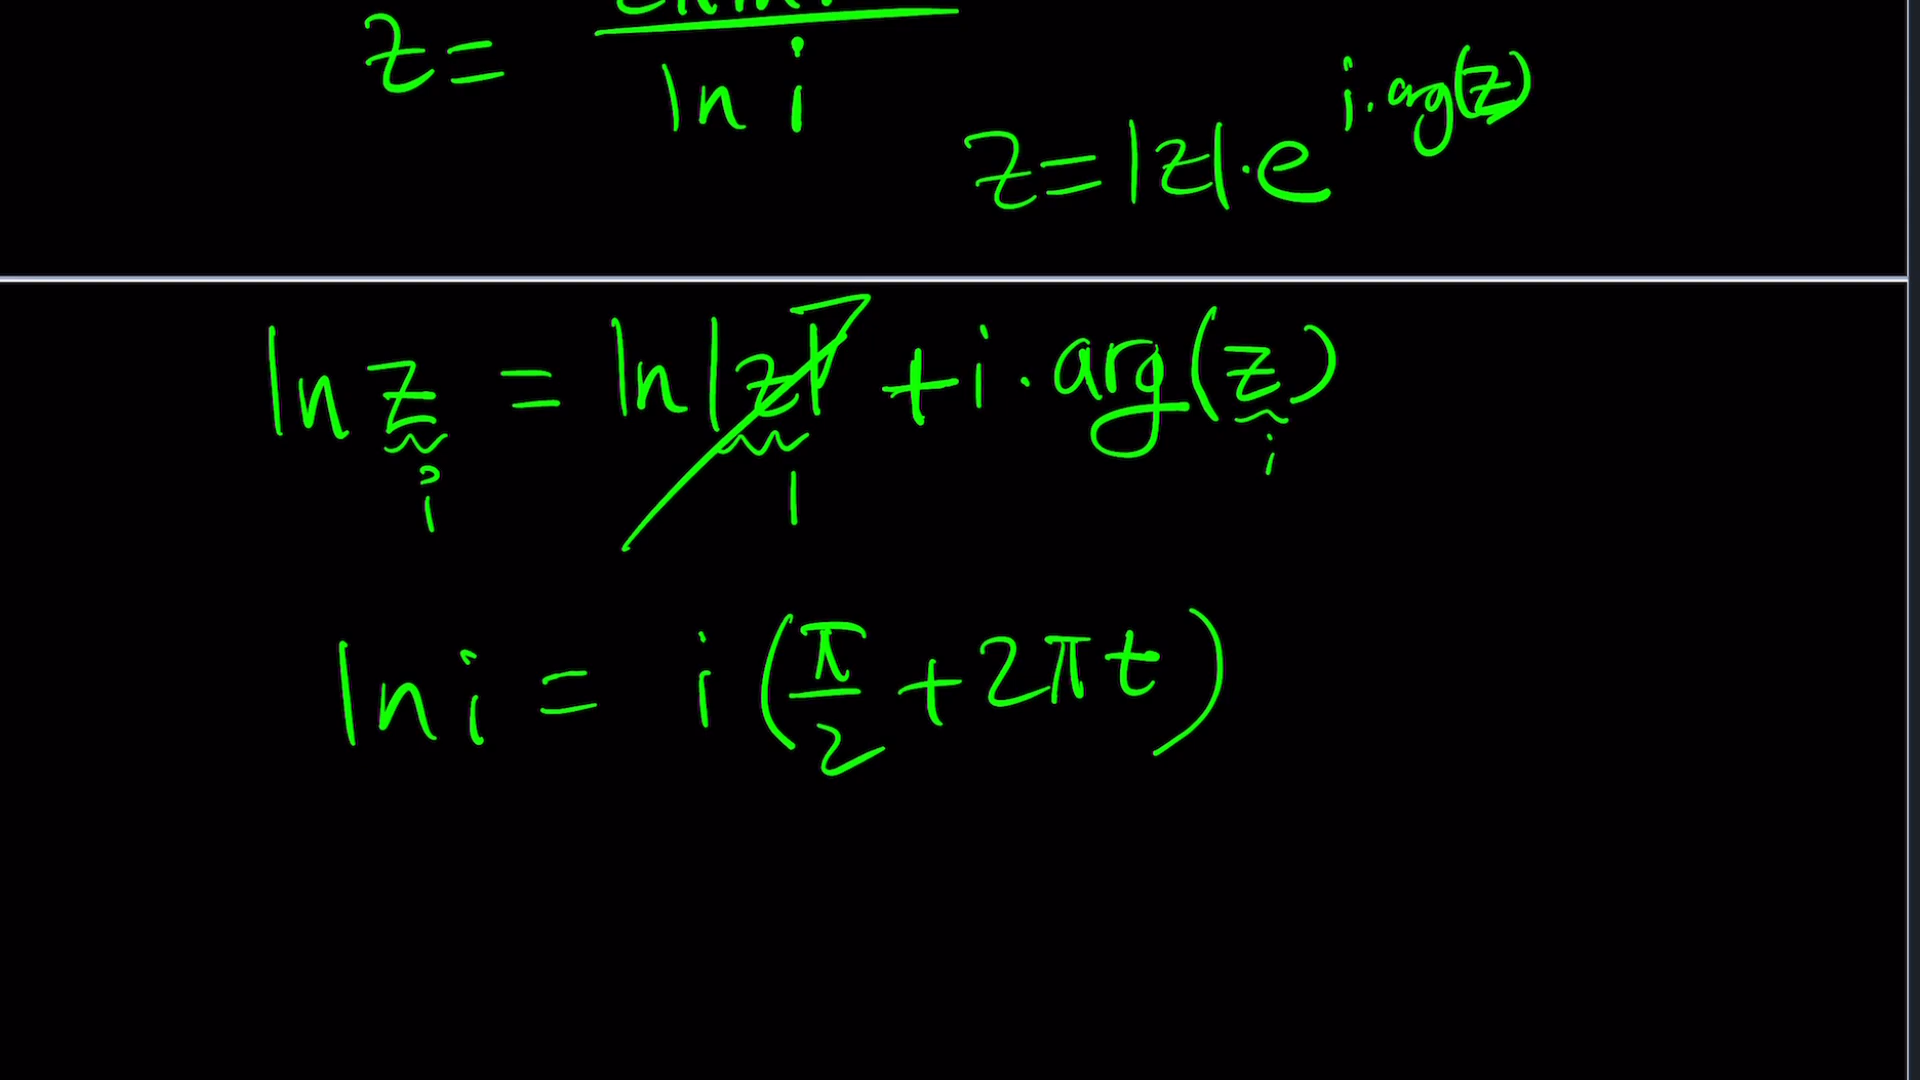 z =
ln i
z = |z| · e^{i · arg(z)}
ln z = ln |z| + i · arg(z)
i 1 i
ln i = i (π/2 + 2πt)